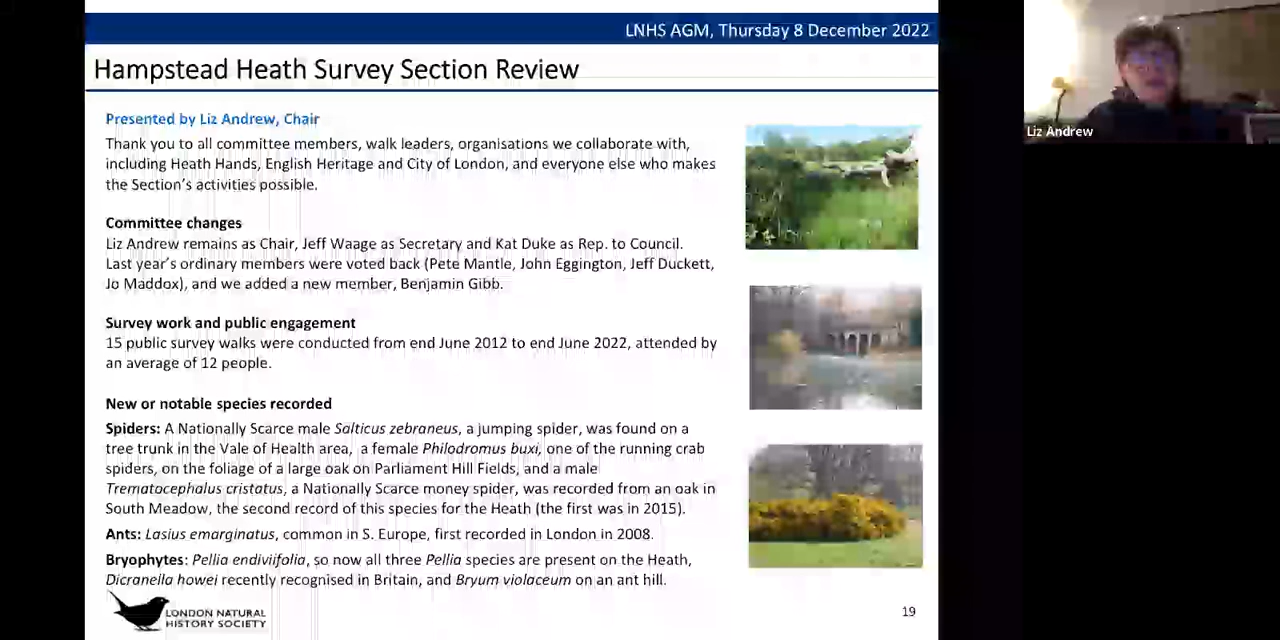 LNHS AGM, Thursday 8 December 2022
Hampstead Heath Survey Section Review
Presented by Liz Andrew, Chair
Thank you to all committee members, walk leaders, organisations we collaborate with,
including Heath Hands, English Heritage and City of London, and everyone else who makes
the Section's activities possible.
Committee changes
Liz Andrew remains as Chair, Jeff Waage as Secretary and Kat Duke as Rep. to Council.
Last year's ordinary members were voted back (Pete Mantle, John Eggington, Jeff Duckett,
Jo Maddox), and we added a new member, Benjamin Gibb.
Survey work and public engagement
15 public survey walks were conducted from end June 2012 to end June 2022, attended by
an average of 12 people.
New or notable species recorded
Spiders: A Nationally Scarce male Salticus zebraneus, a jumping spider, was found on a
tree trunk in the Vale of Health area, a female Philodromus buxi, one of the running crab
spiders, on the foliage of a large oak on Parliament Hill Fields, and a male
Trematocephalus cristatus, a Nationally Scarce money spider, was recorded from an oak in
South Meadow, the second record of this species for the Heath (the first was in 2015).
Ants: Lasius emarginatus, common in S. Europe, first recorded in London in 2008.
Bryophytes: Pellia endiviifolia, so now all three Pellia species are present on the Heath,
Dicranella howei recently recognised in Britain, and Bryum violaceum on an ant hill.
LONDON NATURAL
HISTORY SOCIETY
19
Liz Andrew